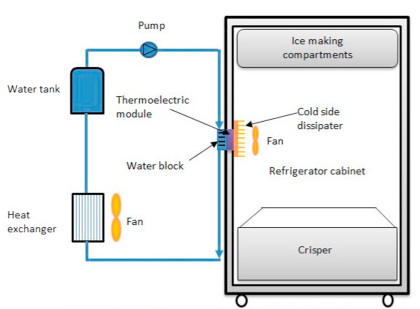 Pump
Ice making
compartments
Water tank
Thermoelectric
module
Cold side
dissipater
Fan
Water block
Refrigerator cabinet
Heat
exchanger
Fan
Crisper